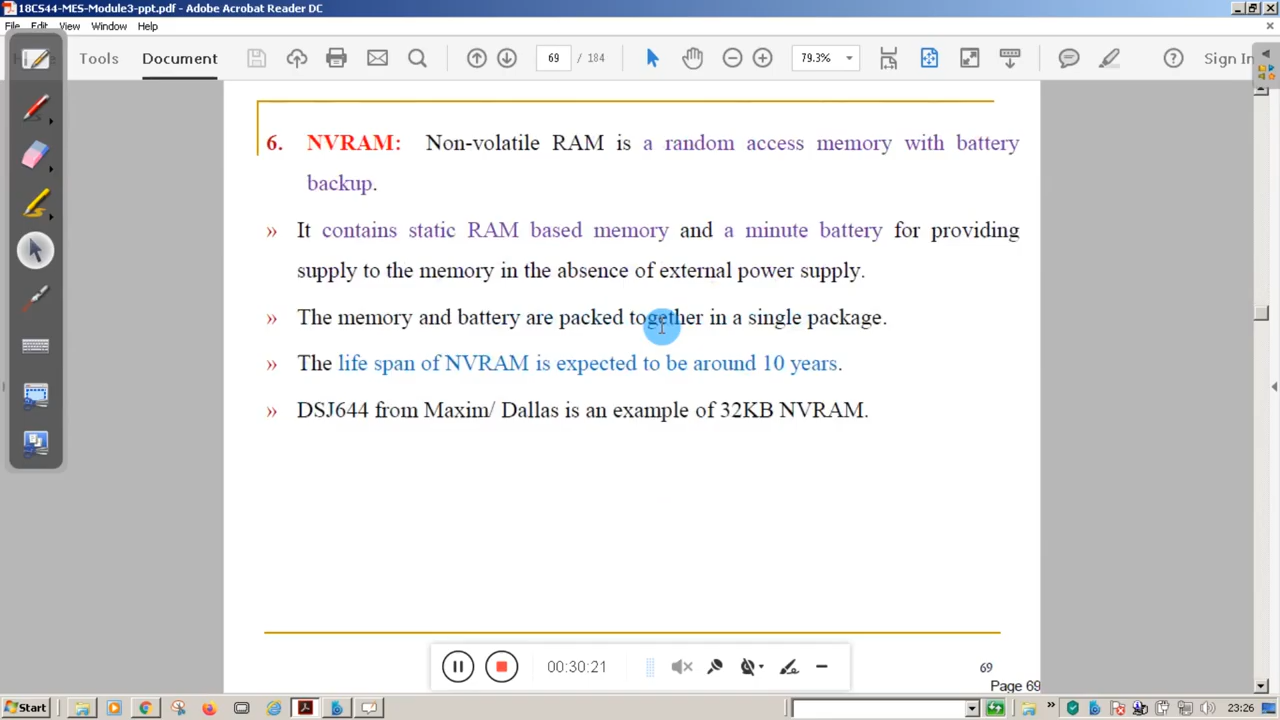 18CS44-MES-Module3-ppt.pdf - Adobe Acrobat Reader DC
File Edit View Window Help
Tools Document 69 / 184 79.3% Sign In
6. NVRAM: Non-volatile RAM is a random access memory with battery
backup.
» It contains static RAM based memory and a minute battery for providing
supply to the memory in the absence of external power supply.
» The memory and battery are packed together in a single package.
» The life span of NVRAM is expected to be around 10 years.
» DSJ644 from Maxim/ Dallas is an example of 32KB NVRAM.
00:30:21
69
Page 69
Start 23:26